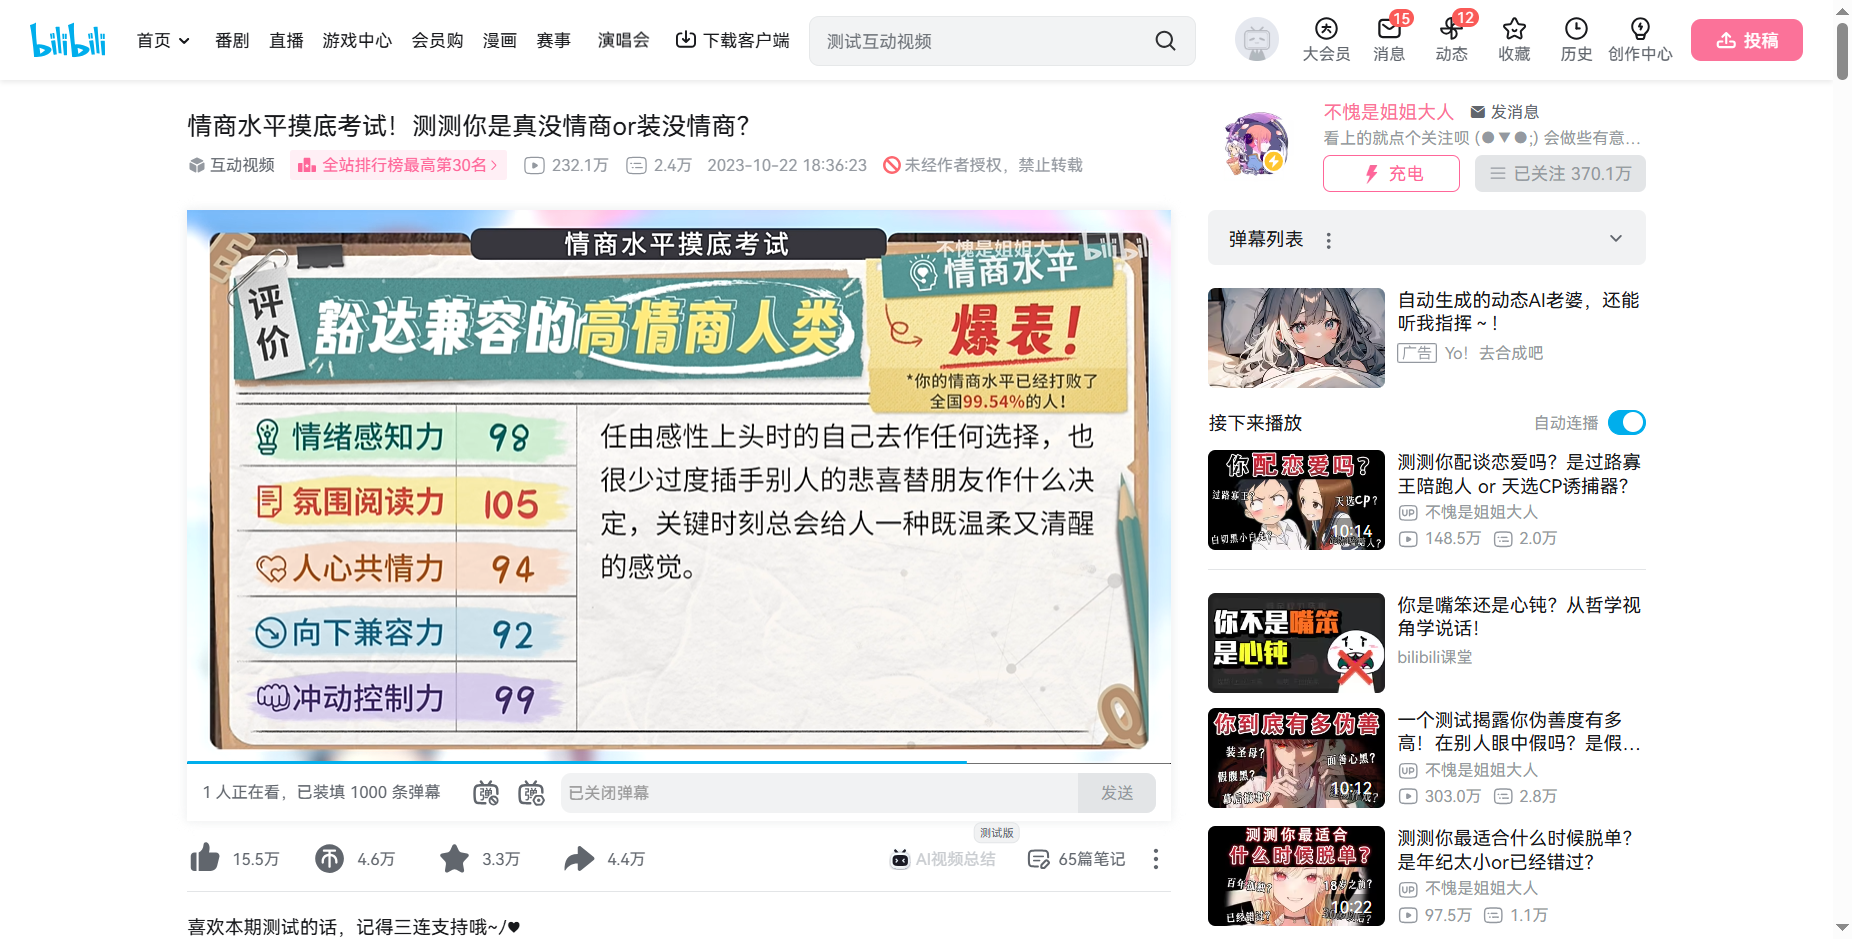 bilibili
首页
番剧
直播
游戏中心
会员购
漫画
赛事
演唱会
下载客户端
测试互动视频
大会员
15
消息
12
动态
收藏
历史
创作中心
投稿
情商水平摸底考试！测测你是真没情商or装没情商？
互动视频
全站排行榜最高第30名
232.1万
2.4万
2023-10-22 18:36:23
未经作者授权，禁止转载
不愧是姐姐大人
发消息
看上的就点个关注呗 (●▼●;) 会做些有意…
充电
已关注 370.1万
情商水平摸底考试
不愧是姐姐大人 bilibili
评价
豁达兼容的高情商人类
情商水平
爆表！
*你的情商水平已经打败了
全国99.54%的人！
情绪感知力 98
氛围阅读力 105
人心共情力 94
向下兼容力 92
冲动控制力 99
任由感性上头时的自己去作任何选择，也
很少过度插手别人的悲喜替朋友作什么决
定，关键时刻总会给人一种既温柔又清醒
的感觉。
E
Q
1 人正在看，已装填 1000 条弹幕
弹
弹
已关闭弹幕
发送
15.5万
4.6万
3.3万
4.4万
测试版
AI视频总结
65篇笔记
喜欢本期测试的话，记得三连支持哦~/♥
弹幕列表
自动生成的动态AI老婆，还能
听我指挥 ~ ！
广告 Yo！去合成吧
接下来播放
自动连播
你配恋爱吗？
过路寡王？
天选CP？
白切黑小白兔？
10:14
测测你配谈恋爱吗？是过路寡
王陪跑人 or 天选CP诱捕器？
UP 不愧是姐姐大人
148.5万
2.0万
你不是嘴笨
是心钝
你是嘴笨还是心钝？从哲学视
角学说话！
bilibili课堂
你到底有多伪善
装圣母？
面善心黑？
假腹黑？
幕后操事？
10:12
一个测试揭露你伪善度有多
高！在别人眼中假吗？是假…
UP 不愧是姐姐大人
303.0万
2.8万
测测你最适合
什么时候脱单？
18岁之前？
已经错过？
10:22
测测你最适合什么时候脱单？
是年纪太小or已经错过？
UP 不愧是姐姐大人
97.5万
1.1万